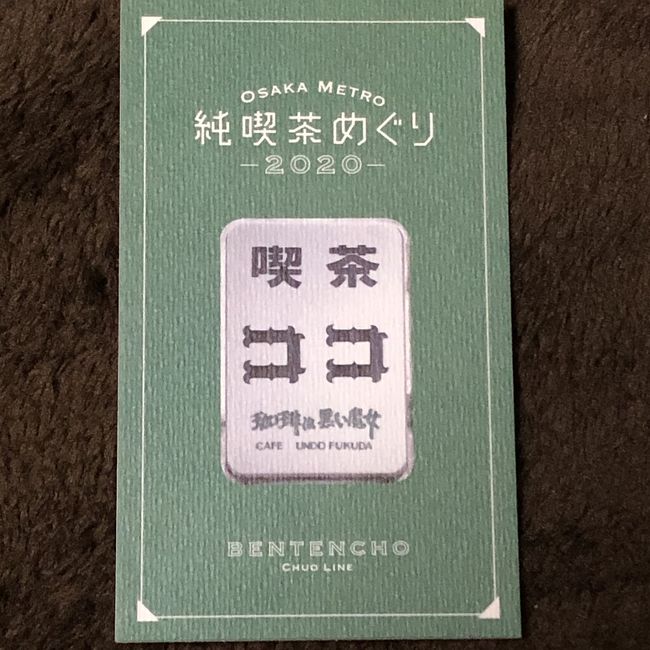 OSAKA METRO
純喫茶めぐり
-2020-
喫茶
ココ
珈琲は黒い魔女
CAFE UNDO FUKUDA
BENTENCHO
CHUO LINE